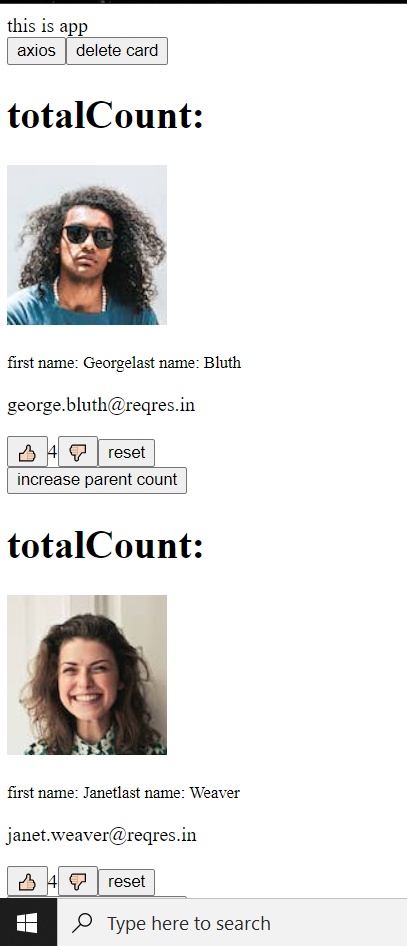 this is app
axios delete card
totalCount:
first name: Georgelast name: Bluth
george.bluth@reqres.in
4 reset
increase parent count
totalCount:
first name: Janetlast name: Weaver
janet.weaver@reqres.in
4 reset
Type here to search